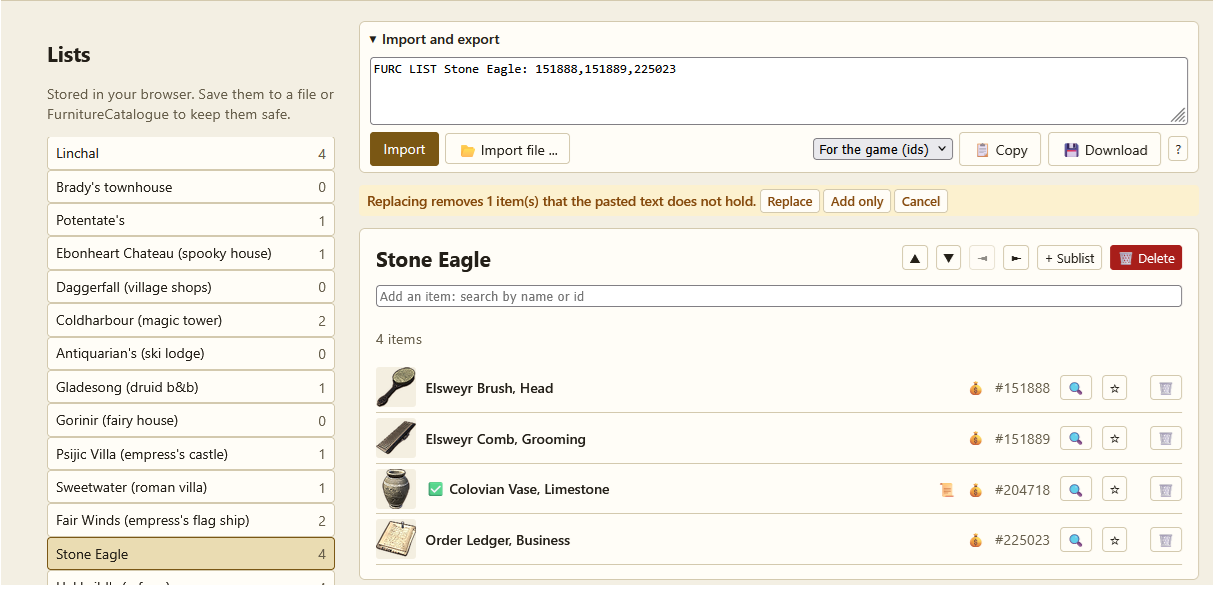 Lists
Stored in your browser. Save them to a file or
FurnitureCatalogue to keep them safe.
Linchal 4
Brady's townhouse 0
Potentate's 1
Ebonheart Chateau (spooky house) 1
Daggerfall (village shops) 0
Coldharbour (magic tower) 2
Antiquarian's (ski lodge) 0
Gladesong (druid b&b) 1
Gorinir (fairy house) 0
Psijic Villa (empress's castle) 1
Sweetwater (roman villa) 1
Fair Winds (empress's flag ship) 2
Stone Eagle 4
▼ Import and export
FURC LIST Stone Eagle: 151888,151889,225023
Import Import file ... For the game (ids) Copy Download ?
Replacing removes 1 item(s) that the pasted text does not hold. Replace Add only Cancel
Stone Eagle ▲ ▼ ◄ ► + Sublist Delete
Add an item: search by name or id
4 items
Elsweyr Brush, Head #151888
Elsweyr Comb, Grooming #151889
Colovian Vase, Limestone #204718
Order Ledger, Business #225023